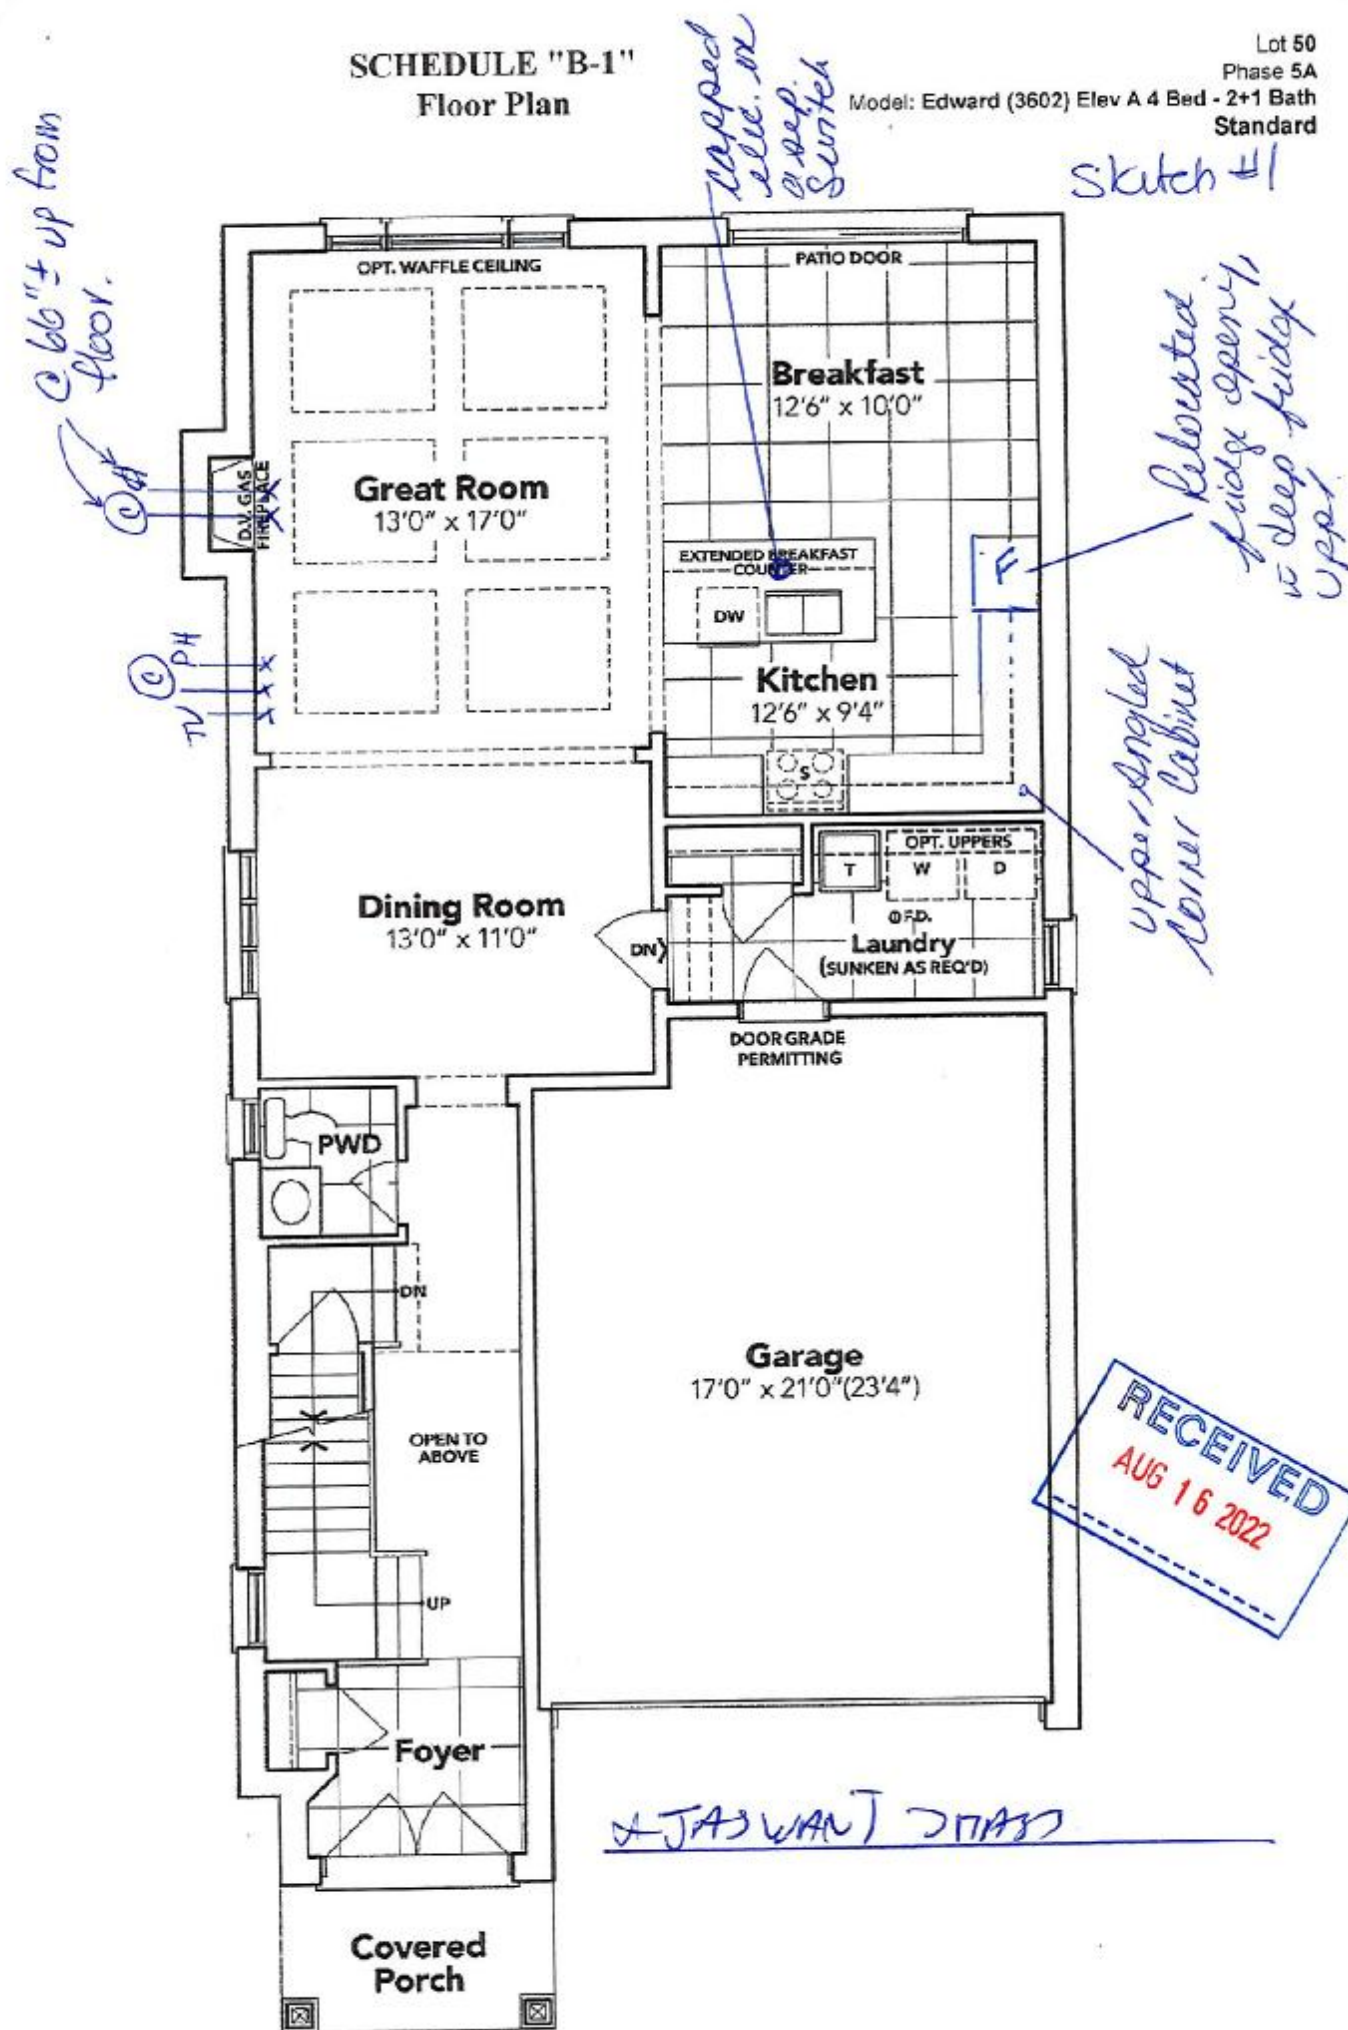 SCHEDULE "B-1"
Floor Plan
Lot 50
Phase 5A
Model: Edward (3602) Elev A 4 Bed - 2+1 Bath
Standard
Sketch #1
capped
elec. on
a sep.
Switch
@ 66"± up from
floor.
Relocated
fridge opening
w deep fridge
upp.
OPT. WAFFLE CEILING
PATIO DOOR
Breakfast
12'6" x 10'0"
Great Room
13'0" x 17'0"
D.V. GAS
FIREPLACE
C
EXTENDED BREAKFAST
COUNTER
F
DW
PH
C
TV
Kitchen
12'6" x 9'4"
S
Upper Angled
Corner Cabinet
OPT. UPPERS
T
W
D
Dining Room
13'0" x 11'0"
DN
F.D.
Laundry
(SUNKEN AS REQ'D)
DOOR GRADE
PERMITTING
PWD
DN
Garage
17'0" x 21'0"(23'4")
OPEN TO
ABOVE
RECEIVED
AUG 16 2022
UP
Foyer
JASWANT
Covered
Porch